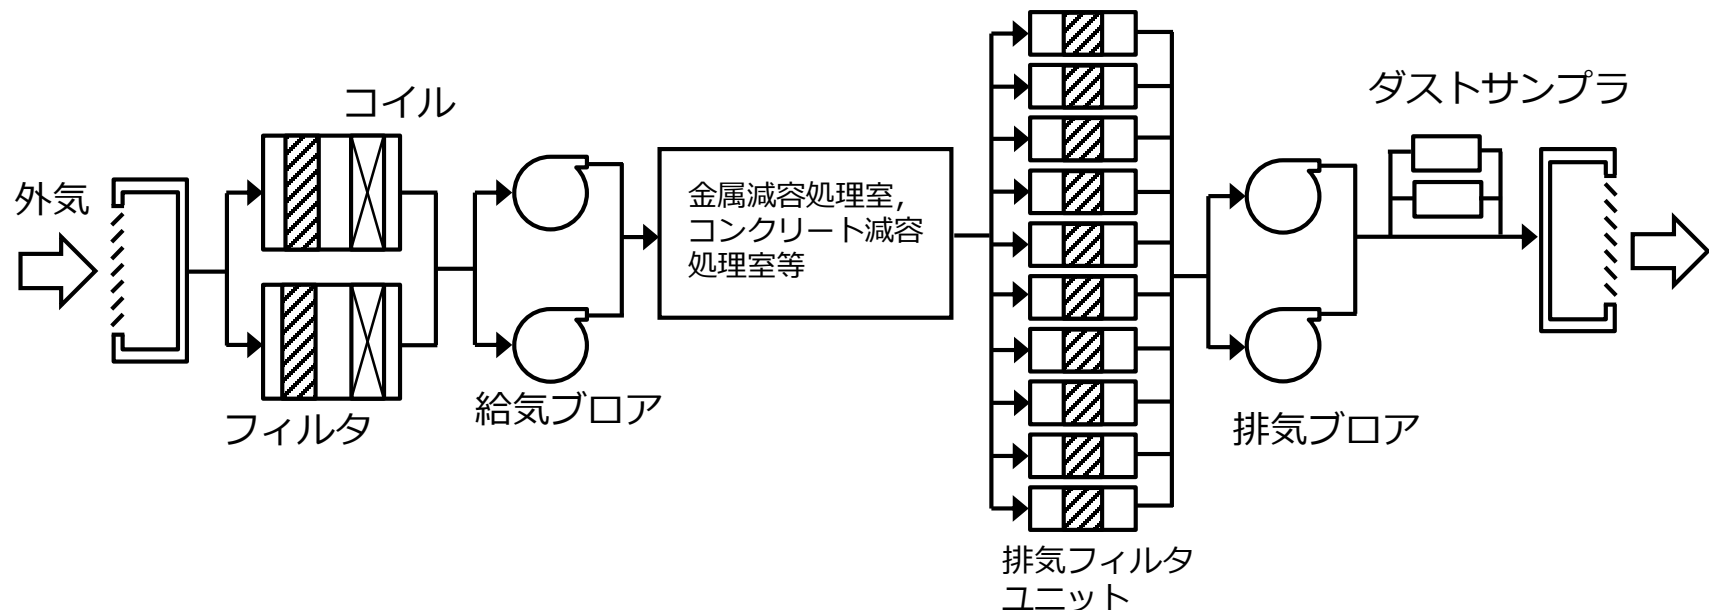 外気
コイル
フィルタ
給気ブロア
金属減容処理室,
コンクリート減容
処理室等
排気フィルタ
ユニット
排気ブロア
ダストサンプラ